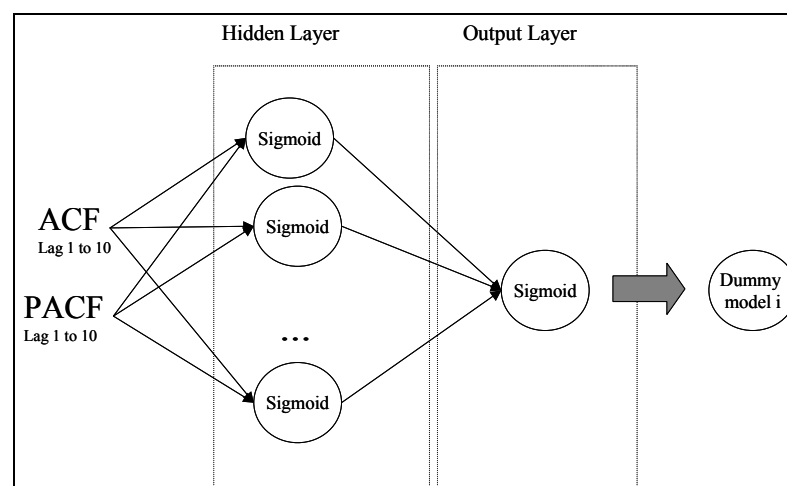 Hidden Layer
Output Layer
Sigmoid
ACF
Lag 1 to 10
Sigmoid
PACF
Lag 1 to 10
...
Sigmoid
Sigmoid
Dummy
model i